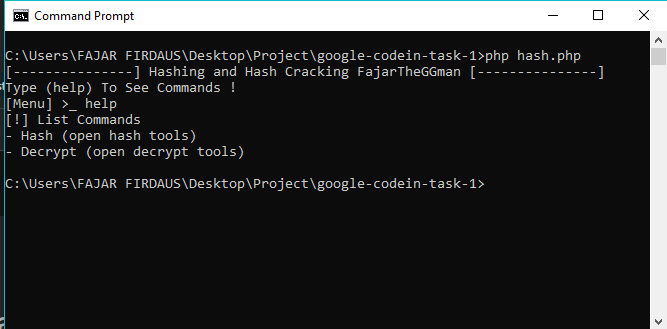 Command Prompt
C:\Users\FAJAR FIRDAUS\Desktop\Project\google-codein-task-1>php hash.php
[---------------] Hashing and Hash Cracking FajarTheGGman [---------------]
Type (help) To See Commands !
[Menu] >_ help
[!] List Commands
- Hash (open hash tools)
- Decrypt (open decrypt tools)
C:\Users\FAJAR FIRDAUS\Desktop\Project\google-codein-task-1>